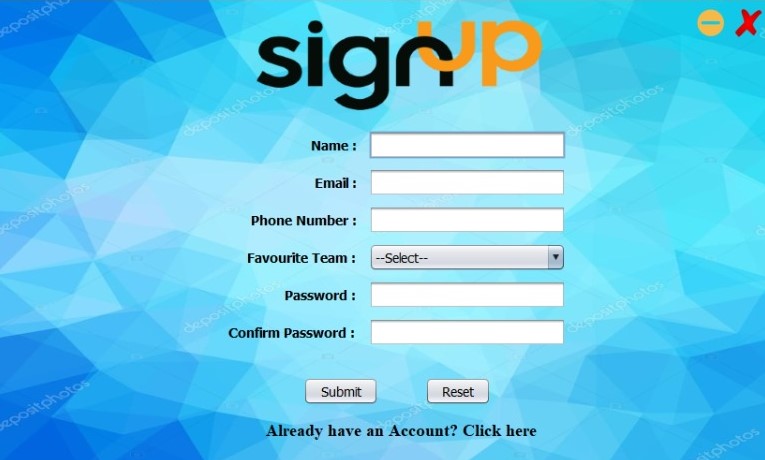 depositphotos
signup
Name :
Email :
Phone Number :
Favourite Team :
--Select--
Password :
Confirm Password :
Submit Reset
Already have an Account? Click here